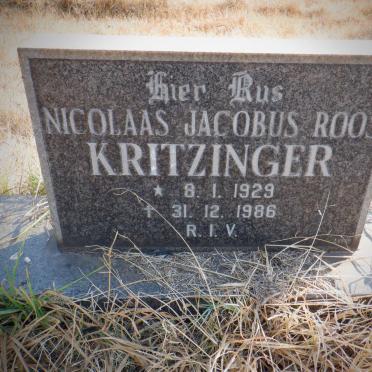 Hier Rus
NICOLAAS JACOBUS ROOS
KRITZINGER
* 8. 1. 1929
† 31. 12. 1986
R. I. V.